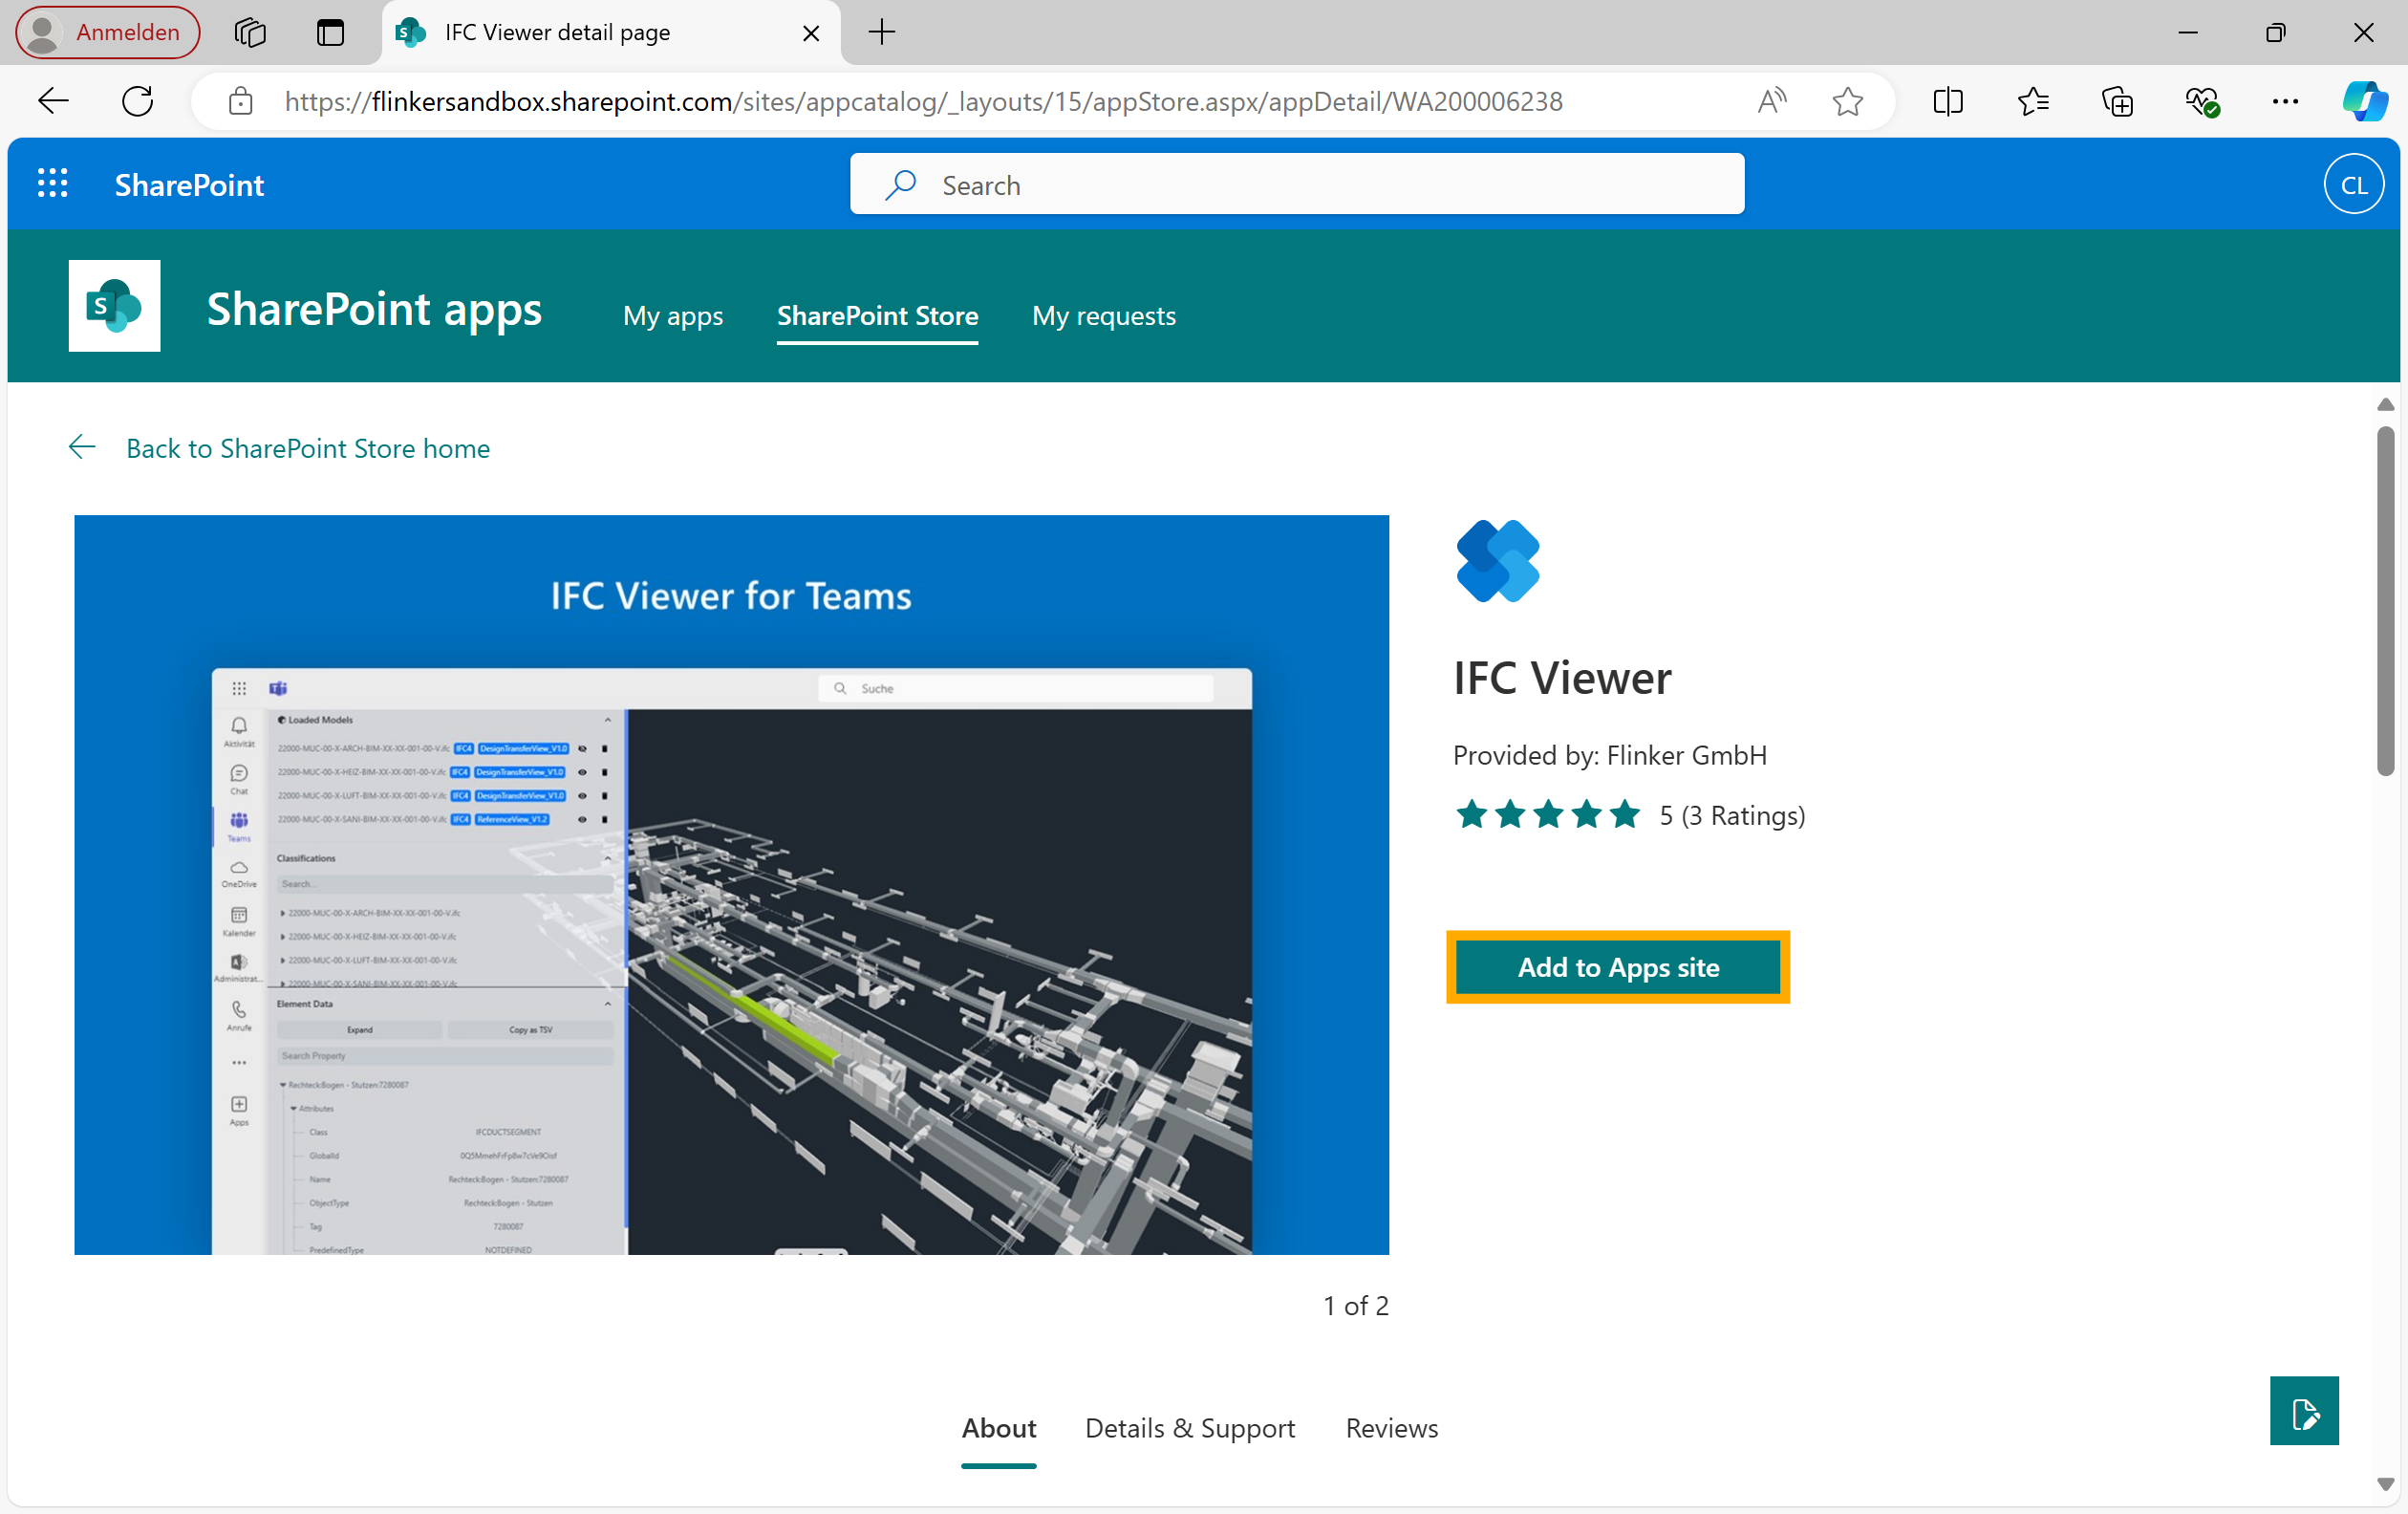 Anmelden
IFC Viewer detail page
https://flinkersandbox.sharepoint.com/sites/appcatalog/_layouts/15/appStore.aspx/appDetail/WA200006238
SharePoint
Search
CL
S
SharePoint apps
My apps
SharePoint Store
My requests
Back to SharePoint Store home
IFC Viewer for Teams
Suche
Loaded Models
22000-MUC-00-X-ARCH-BIM-XX-XX-001-00-V.ifc IFC4 DesignTransferView_V1.0
22000-MUC-00-X-HEIZ-BIM-XX-XX-001-00-V.ifc IFC4 DesignTransferView_V1.0
22000-MUC-00-X-LUFT-BIM-XX-XX-001-00-V.ifc IFC4 DesignTransferView_V1.0
22000-MUC-00-X-SANI-BIM-XX-XX-001-00-V.ifc IFC4 ReferenceView_V1.2
Aktivität
Chat
Teams
OneDrive
Kalender
Administrat...
Anrufe
Apps
Classifications
Search...
22000-MUC-00-X-ARCH-BIM-XX-XX-001-00-V.ifc
22000-MUC-00-X-HEIZ-BIM-XX-XX-001-00-V.ifc
22000-MUC-00-X-LUFT-BIM-XX-XX-001-00-V.ifc
22000-MUC-00-X-SANI-BIM-XX-XX-001-00-V.ifc
Element Data
Expand
Copy as TSV
Search Property
Rechteck:Bogen - Stutzen:7280087
Attributes
Class IFCDUCTSEGMENT
GlobalId
Name Rechteck:Bogen - Stutzen:7280087
ObjectType Rechteck:Bogen - Stutzen
Tag 7280087
PredefinedType NOTDEFINED
1 of 2
IFC Viewer
Provided by: Flinker GmbH
5 (3 Ratings)
Add to Apps site
About
Details & Support
Reviews